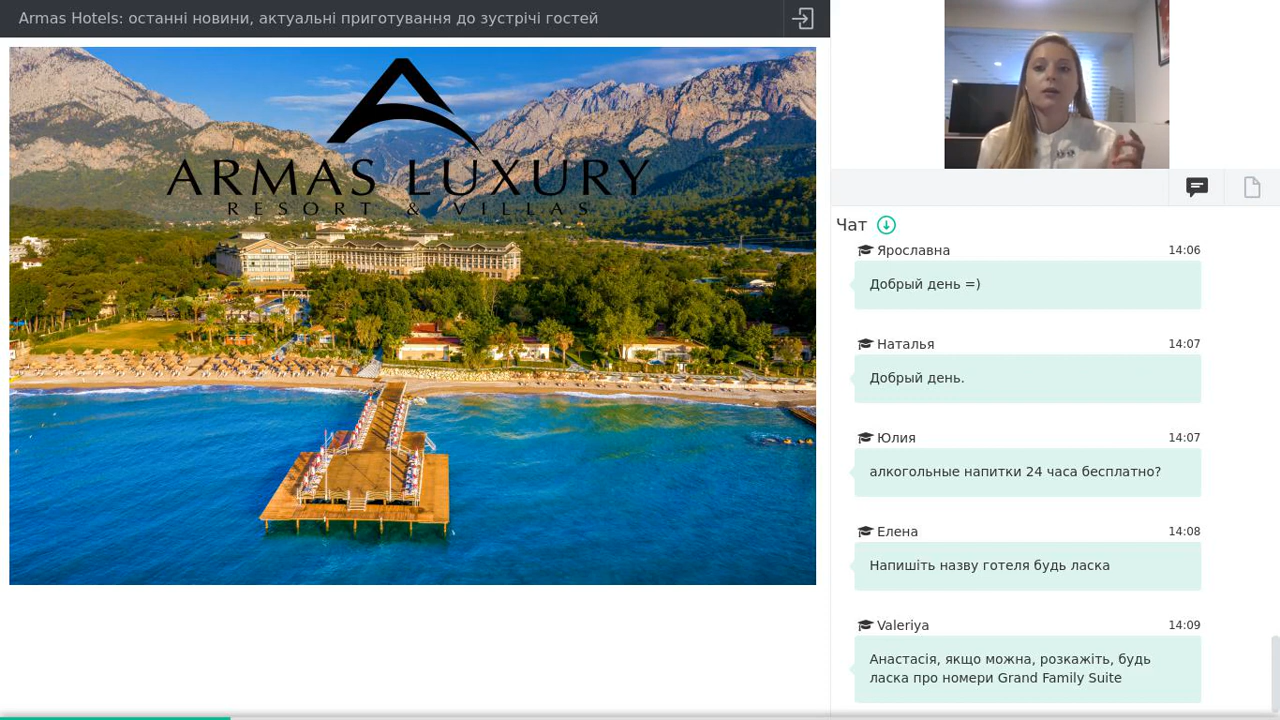 Armas Hotels: останні новини, актуальні приготування до зустрічі гостей
ARMAS LUXURY
RESORT & VILLAS
Чат
Ярославна 14:06
Добрый день =)
Наталья 14:07
Добрый день.
Юлия 14:07
алкогольные напитки 24 часа бесплатно?
Елена 14:08
Напишіть назву готеля будь ласка
Valeriya 14:09
Анастасія, якщо можна, розкажіть, будь
ласка про номери Grand Family Suite